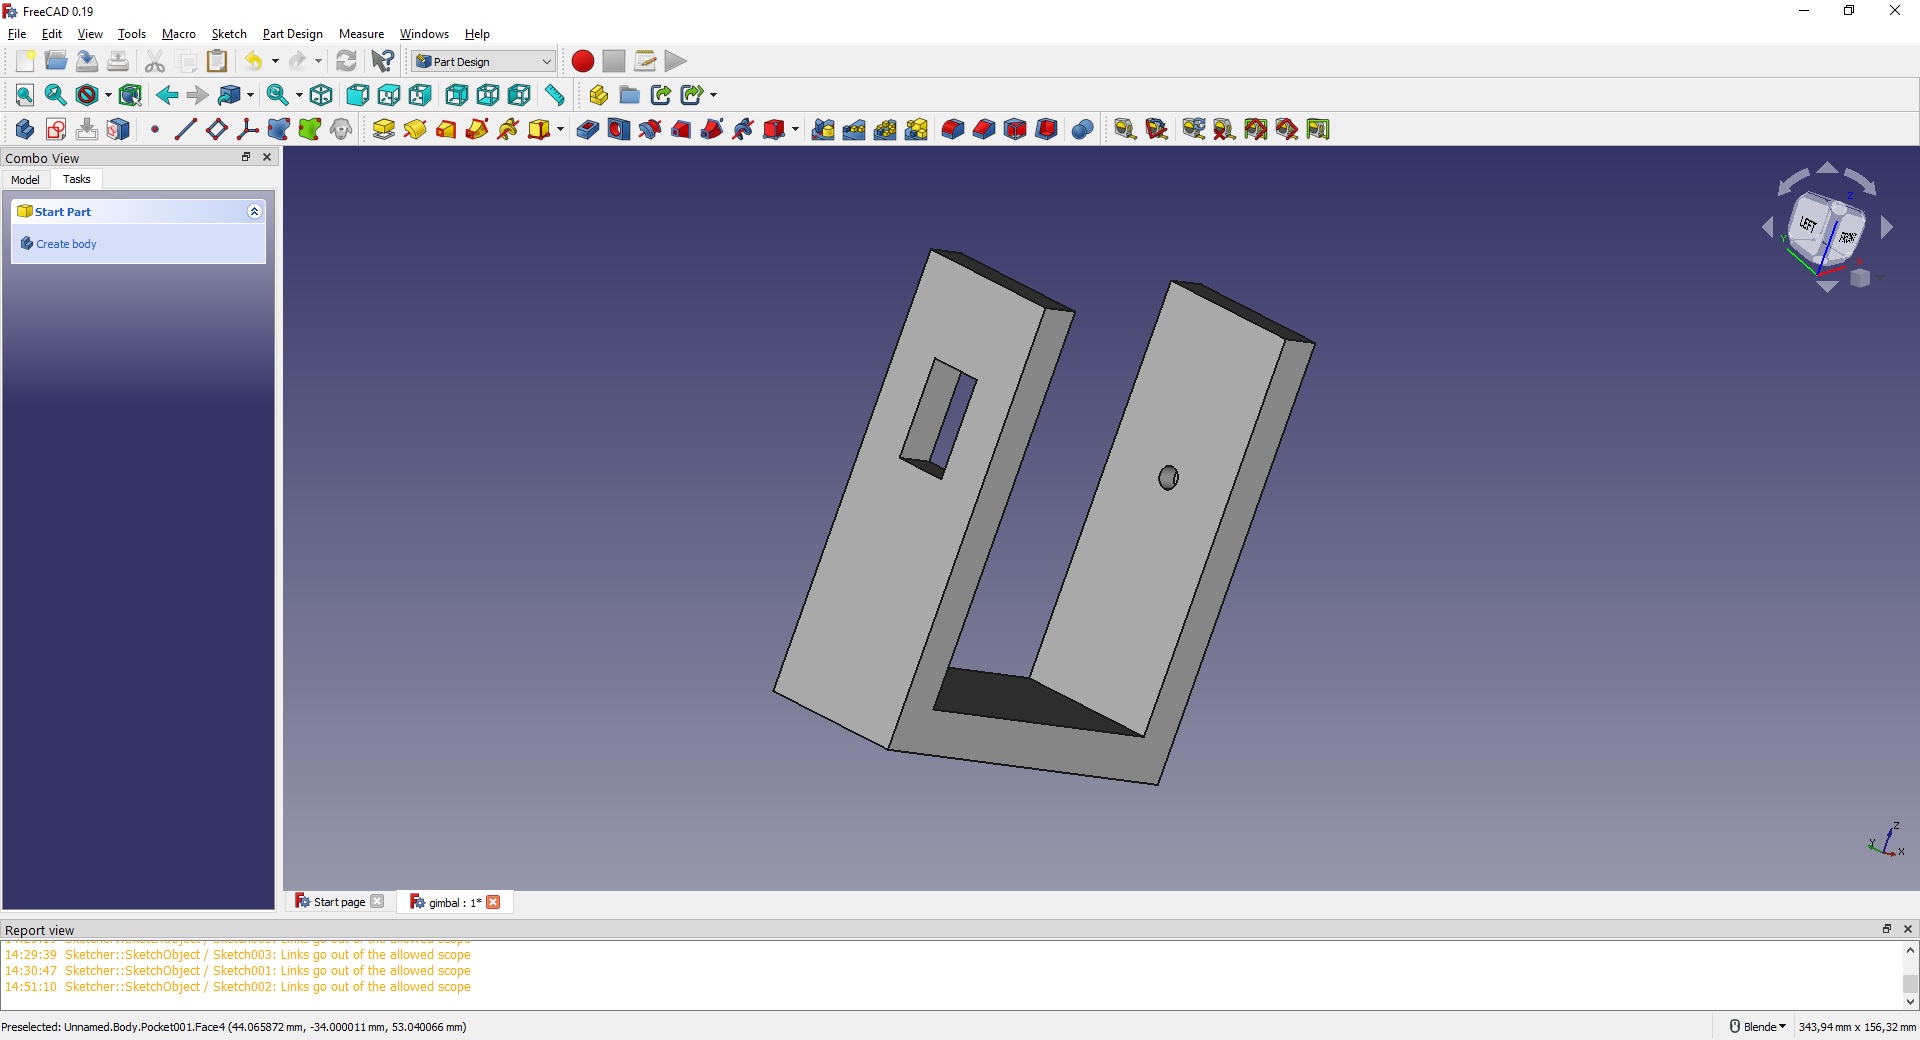 FreeCAD 0.19
File Edit View Tools Macro Sketch Part Design Measure Windows Help
Part Design
Combo View
Model Tasks
Start Part
Create body
LEFT
FRONT
Z
Y
Z
Y
X
Start page gimbal : 1*
Report view
14:29:39 Sketcher::SketchObject / Sketch003: Links go out of the allowed scope
14:30:47 Sketcher::SketchObject / Sketch001: Links go out of the allowed scope
14:51:10 Sketcher::SketchObject / Sketch002: Links go out of the allowed scope
Preselected: Unnamed.Body.Pocket001.Face4 (44.065872 mm, -34.000011 mm, 53.040066 mm)
Blende 343,94 mm x 156,32 mm